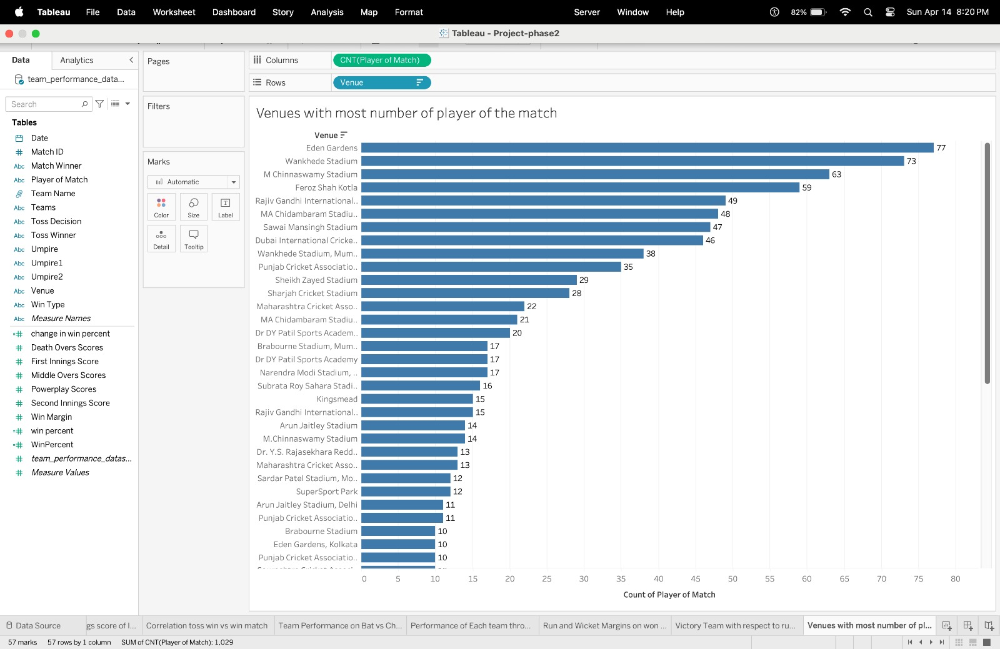 Tableau File Data Worksheet Dashboard Story Analysis Map Format Server Window Help 82% Sun Apr 14 8:20 PM
Tableau - Project-phase2
Data Analytics
team_performance_data...
Search
Tables
Date
Match ID
Abc Match Winner
Abc Player of Match
Team Name
Abc Teams
Abc Toss Decision
Abc Toss Winner
Abc Umpire
Abc Umpire1
Abc Umpire2
Abc Venue
Abc Win Type
Abc Measure Names
=# change in win percent
# Death Overs Scores
# First Innings Score
# Middle Overs Scores
# Powerplay Scores
# Second Innings Score
# Win Margin
=# win percent
=# WinPercent
# team_performance_datas...
# Measure Values
Pages
Filters
Marks
Automatic
Color Size Label
Detail Tooltip
Columns CNT(Player of Match)
Rows Venue
Venues with most number of player of the match
Venue
Eden Gardens 77
Wankhede Stadium 73
M Chinnaswamy Stadium 63
Feroz Shah Kotla 59
Rajiv Gandhi International.. 49
MA Chidambaram Stadiu.. 48
Sawai Mansingh Stadium 47
Dubai International Cricke.. 46
Wankhede Stadium, Mum.. 38
Punjab Cricket Associatio.. 35
Sheikh Zayed Stadium 29
Sharjah Cricket Stadium 28
Maharashtra Cricket Asso.. 22
MA Chidambaram Stadiu.. 21
Dr DY Patil Sports Academ.. 20
Brabourne Stadium, Mum.. 17
Dr DY Patil Sports Academy 17
Narendra Modi Stadium, .. 17
Subrata Roy Sahara Stadi.. 16
Kingsmead 15
Rajiv Gandhi International.. 15
Arun Jaitley Stadium 14
M.Chinnaswamy Stadium 14
Dr. Y.S. Rajasekhara Redd.. 13
Maharashtra Cricket Asso.. 13
Sardar Patel Stadium, Mo.. 12
SuperSport Park 12
Arun Jaitley Stadium, Delhi 11
Punjab Cricket Associatio.. 11
Brabourne Stadium 10
Eden Gardens, Kolkata 10
Punjab Cricket Associatio.. 10
0 5 10 15 20 25 30 35 40 45 50 55 60 65 70 75 80
Count of Player of Match
Data Source gs score of I... Correlation toss win vs win match Team Performance on Bat vs Ch... Performance of Each team thro... Run and Wicket Margins on won ... Victory Team with respect to ru... Venues with most number of pl...
57 marks 57 rows by 1 column SUM of CNT(Player of Match): 1,029